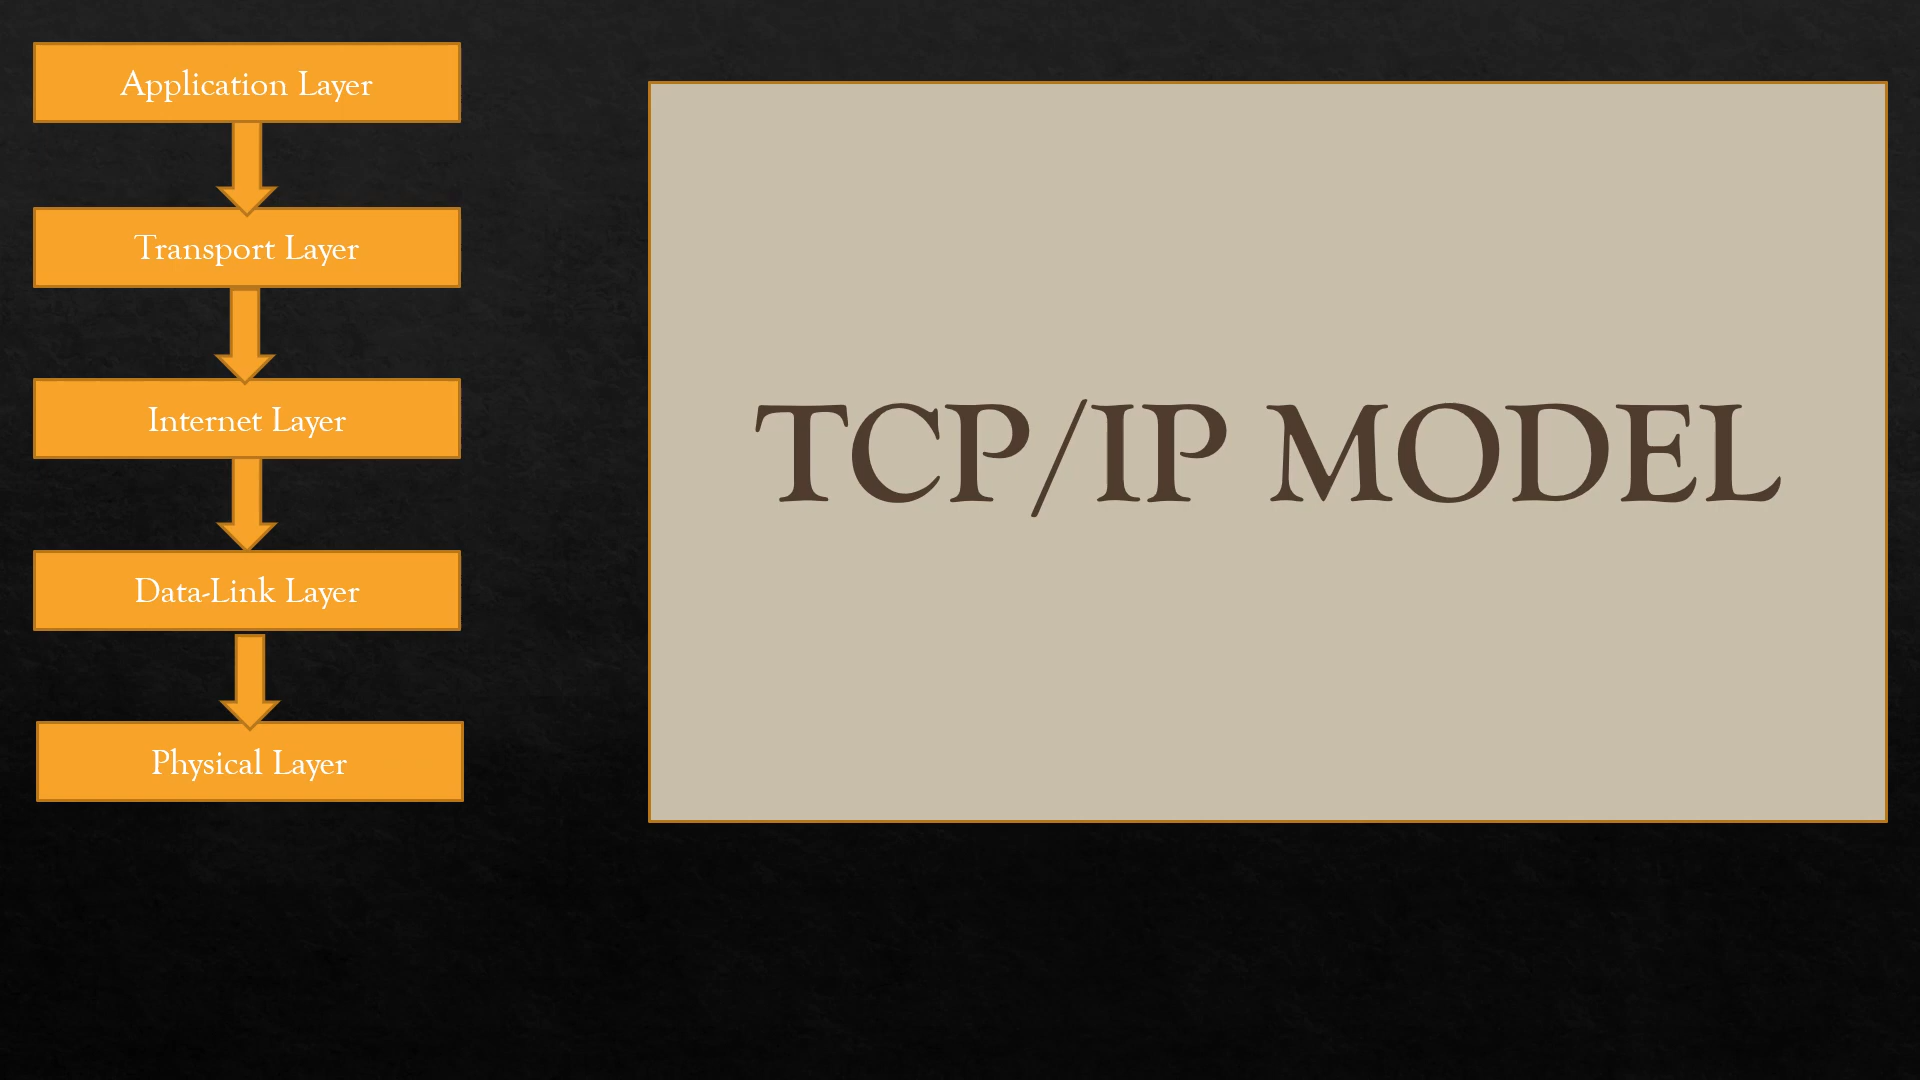 Application Layer
Transport Layer
Internet Layer
Data-Link Layer
Physical Layer
TCP/IP MODEL